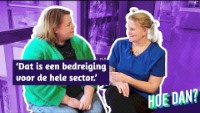 ‘Dat is een bedreiging
voor de hele sector.’
HOE DAN?